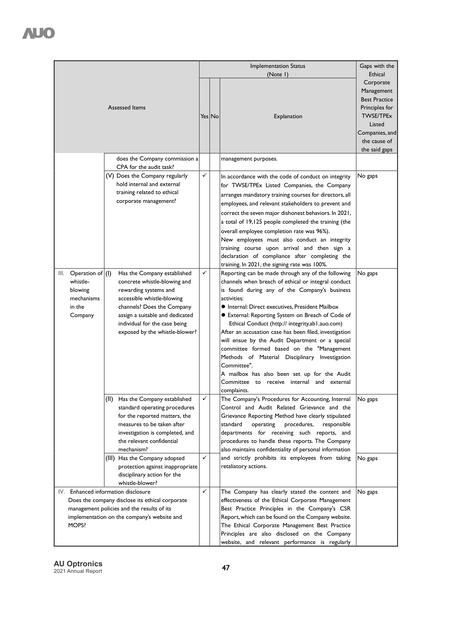 AUO
Assessed Items
Implementation Status
(Note 1)
Gaps with the
Ethical
Corporate
Management
Best Practice
Principles for
TWSE/TPEx
Listed
Companies, and
the cause of
the said gaps
Yes No
Explanation
does the Company commission a
CPA for the audit task?
management purposes.
(V) Does the Company regularly
hold internal and external
training related to ethical
corporate management?
✓
In accordance with the code of conduct on integrity
for TWSE/TPEx Listed Companies, the Company
arranges mandatory training courses for directors, all
employees, and relevant stakeholders to prevent and
correct the seven major dishonest behaviors. In 2021,
a total of 19,125 people completed the training (the
overall employee completion rate was 96%).
New employees must also conduct an integrity
training course upon arrival and then sign a
declaration of compliance after completing the
training. In 2021, the signing rate was 100%.
No gaps
III. Operation of
whistle-
blowing
mechanisms
in the
Company
(I) Has the Company established
concrete whistle-blowing and
rewarding systems and
accessible whistle-blowing
channels? Does the Company
assign a suitable and dedicated
individual for the case being
exposed by the whistle-blower?
✓
Reporting can be made through any of the following
channels when breach of ethical or integral conduct
is found during any of the Company's business
activities:
● Internal: Direct executives, President Mailbox
● External: Reporting System on Breach of Code of
Ethical Conduct (http:// integrity.ab1.auo.com)
After an accusation case has been filed, investigation
will ensue by the Audit Department or a special
committee formed based on the "Management
Methods of Material Disciplinary Investigation
Committee".
A mailbox has also been set up for the Audit
Committee to receive internal and external
complaints.
No gaps
(II) Has the Company established
standard operating procedures
for the reported matters, the
measures to be taken after
investigation is completed, and
the relevant confidential
mechanism?
✓
The Company's Procedures for Accounting, Internal
Control and Audit Related Grievance and the
Grievance Reporting Method have clearly stipulated
standard operating procedures, responsible
departments for receiving such reports, and
procedures to handle these reports. The Company
also maintains confidentiality of personal information
No gaps
(III) Has the Company adopted
protection against inappropriate
disciplinary action for the
whistle-blower?
✓
and strictly prohibits its employees from taking
retaliatory actions.
No gaps
IV. Enhanced information disclosure
Does the company disclose its ethical corporate
management policies and the results of its
implementation on the company's website and
MOPS?
✓
The Company has clearly stated the content and
effectiveness of the Ethical Corporate Management
Best Practice Principles in the Company's CSR
Report, which can be found on the Company website.
The Ethical Corporate Management Best Practice
Principles are also disclosed on the Company
website, and relevant performance is regularly
No gaps
AU Optronics
2021 Annual Report
47